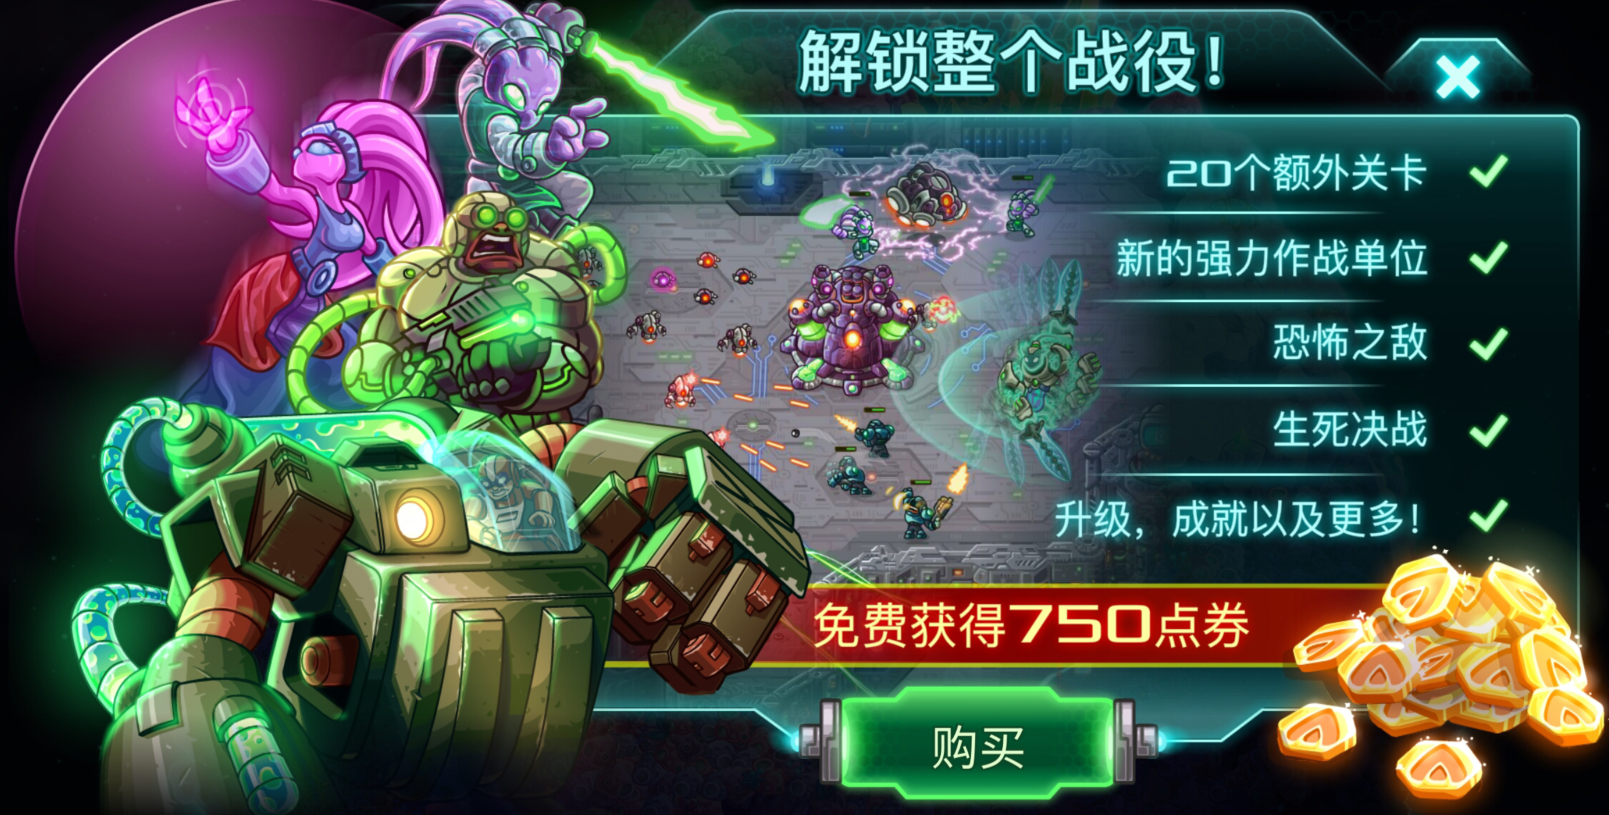 解锁整个战役！
20个额外关卡
新的强力作战单位
恐怖之敌
生死决战
升级，成就以及更多！
免费获得750点券
购买